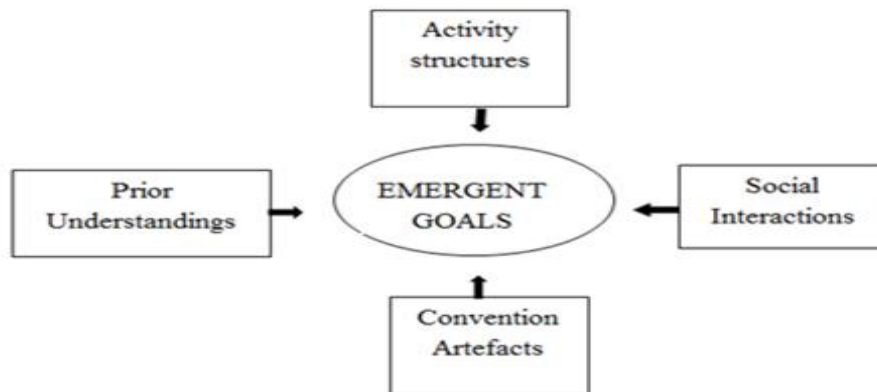 Activity
structures
Prior
Understandings
EMERGENT
GOALS
Social
Interactions
Convention
Artefacts